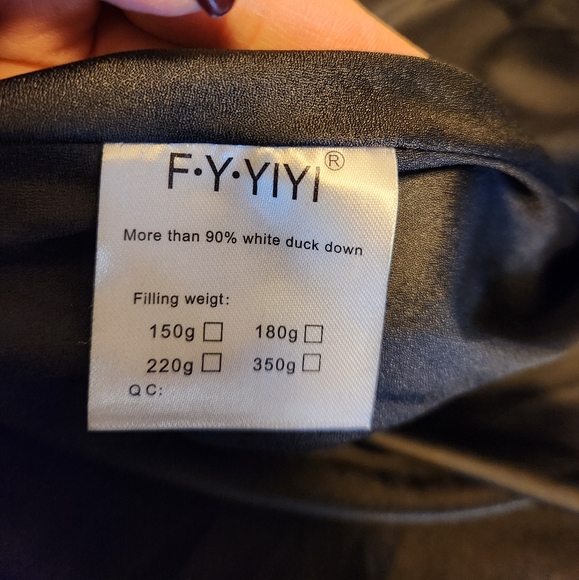 F·Y·YIYI®
More than 90% white duck down
Filling weigt:
150g☐ 180g☐
220g☐ 350g☐
QC: